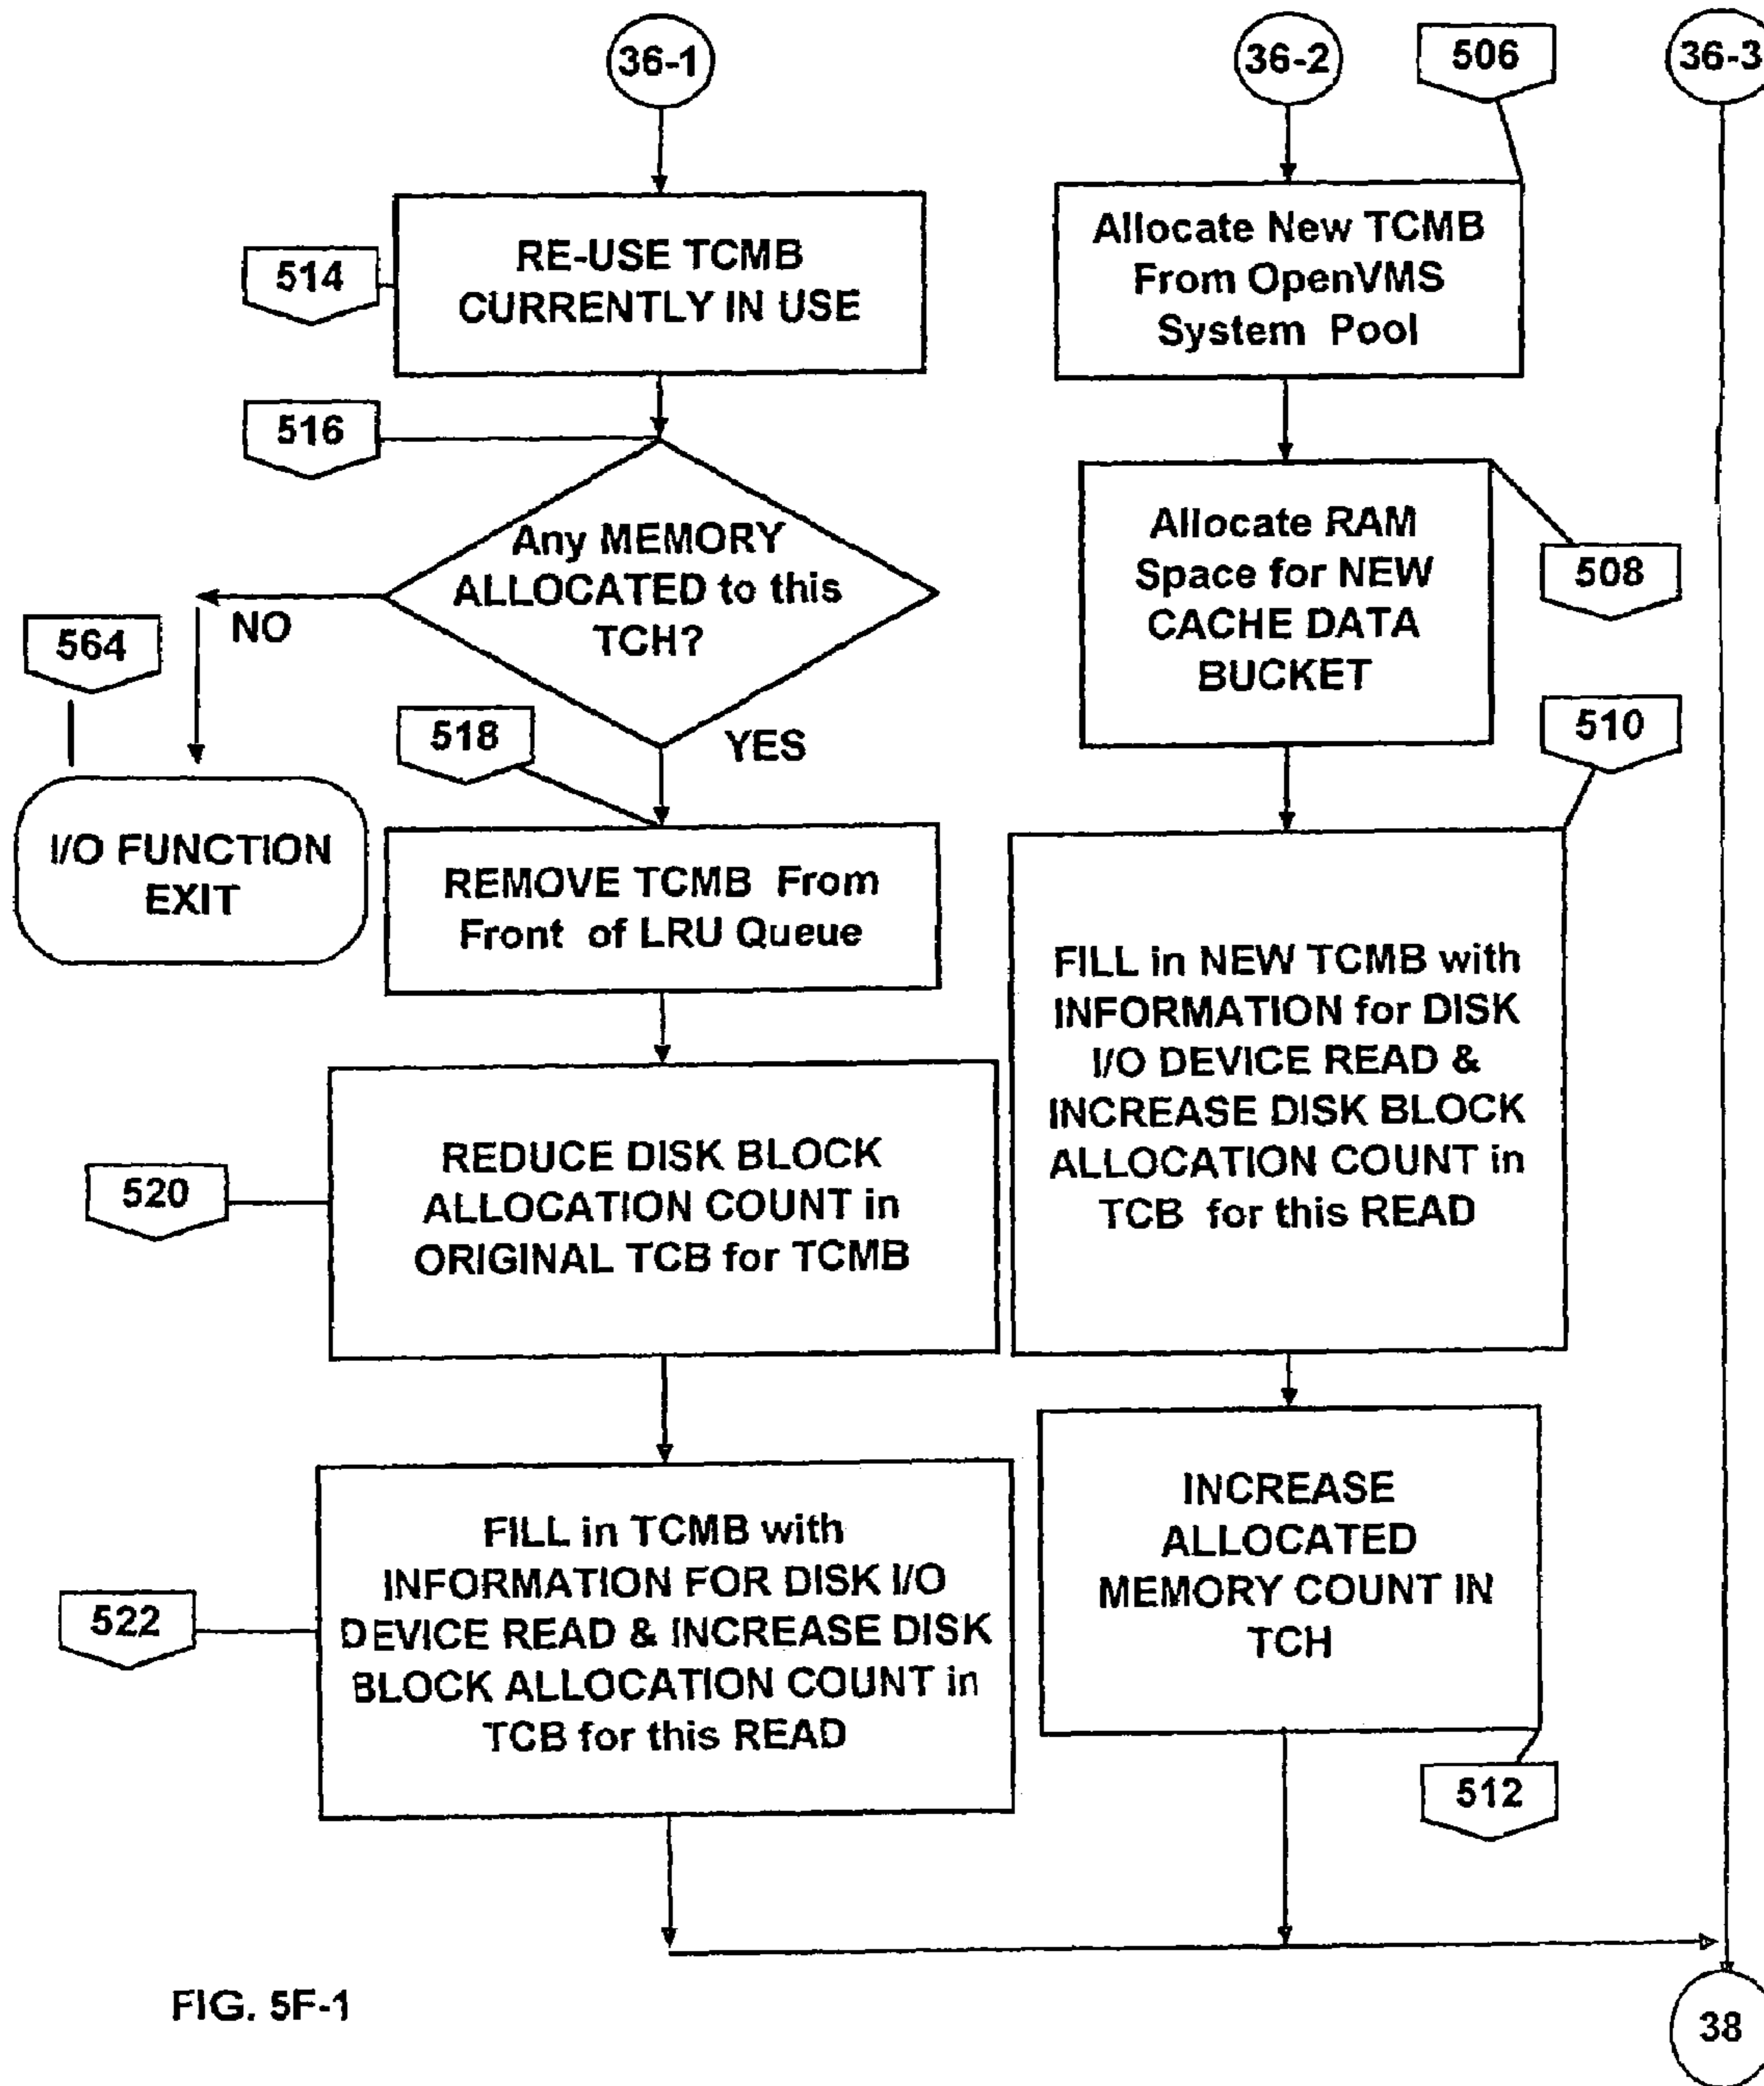 36-1
36-2
506
36-3
514
RE-USE TCMB
CURRENTLY IN USE
Allocate New TCMB
From OpenVMS
System Pool
516
Any MEMORY
ALLOCATED to this
TCH?
NO
YES
564
I/O FUNCTION
EXIT
Allocate RAM
Space for NEW
CACHE DATA
BUCKET
508
518
REMOVE TCMB From
Front of LRU Queue
510
FILL in NEW TCMB with
INFORMATION for DISK
I/O DEVICE READ &
INCREASE DISK BLOCK
ALLOCATION COUNT in
TCB for this READ
520
REDUCE DISK BLOCK
ALLOCATION COUNT in
ORIGINAL TCB for TCMB
522
FILL in TCMB with
INFORMATION FOR DISK I/O
DEVICE READ & INCREASE DISK
BLOCK ALLOCATION COUNT in
TCB for this READ
INCREASE
ALLOCATED
MEMORY COUNT IN
TCH
512
FIG. 5F-1
38